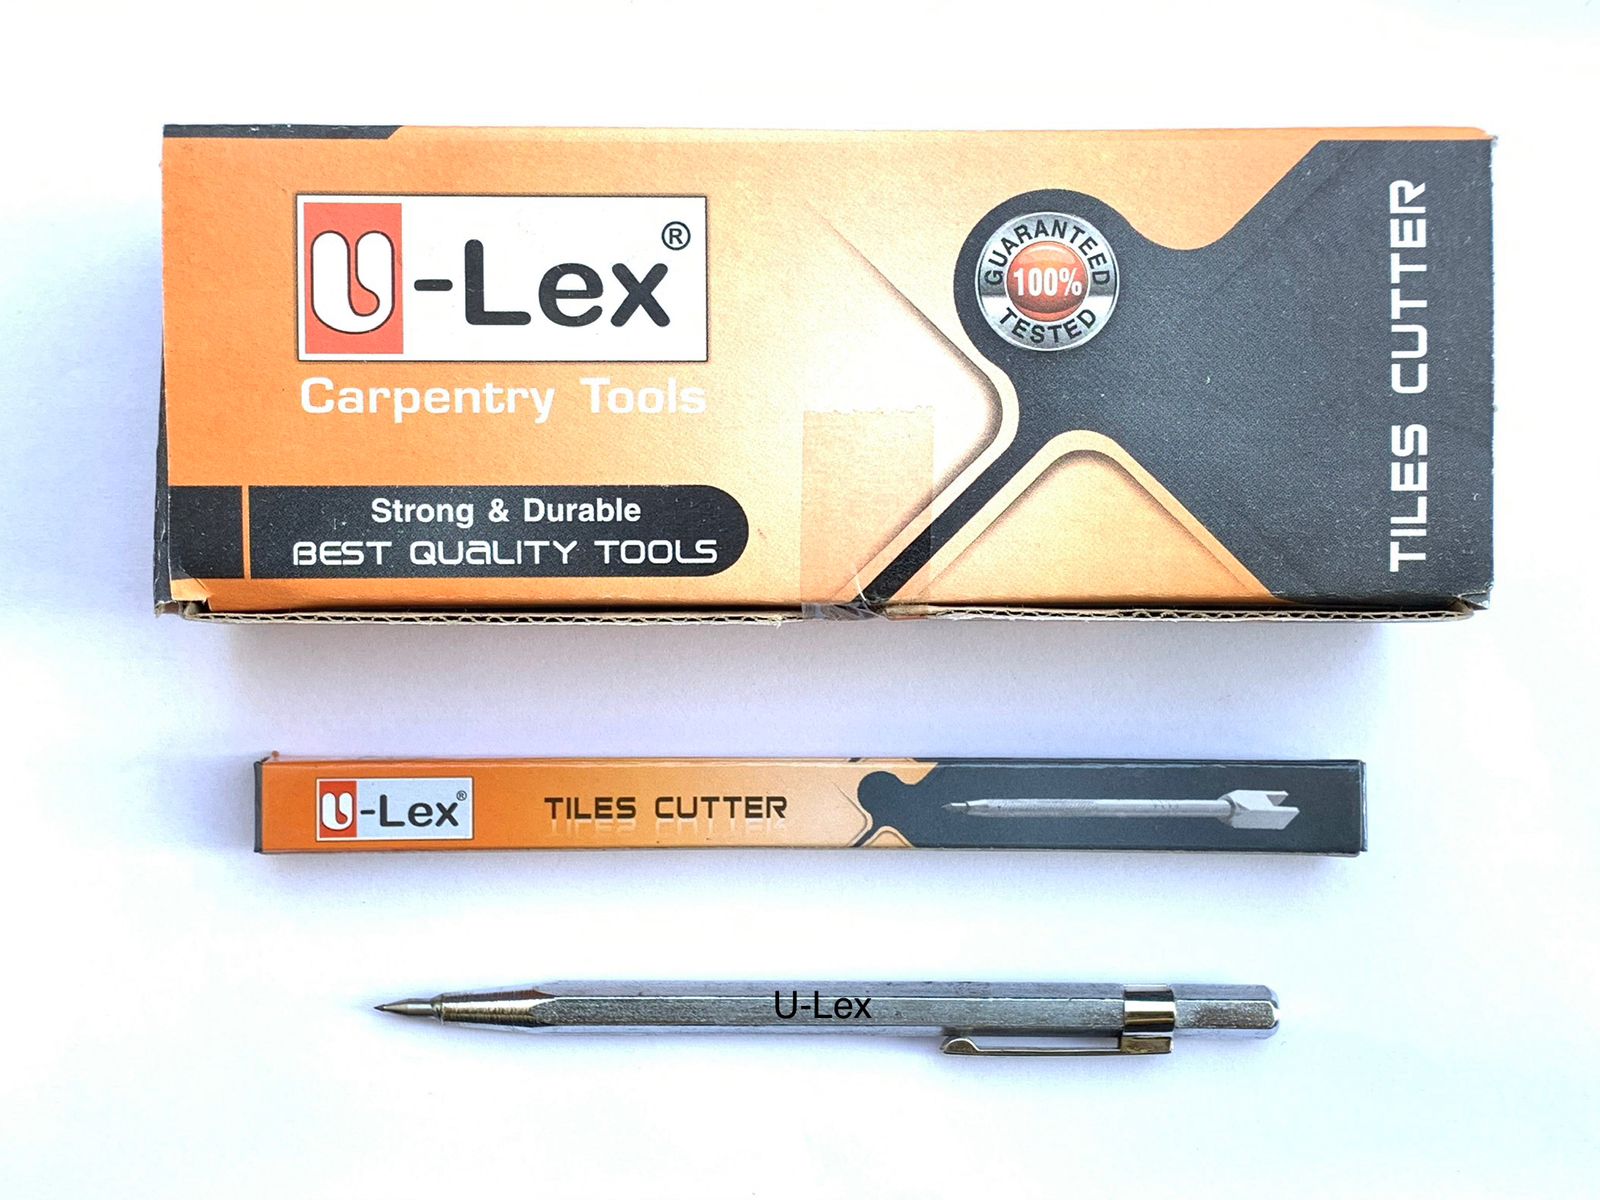 U-Lex®
Carpentry Tools
Strong & Durable
BEST QUALITY TOOLS
GUARANTEED
100%
TESTED
TILES CUTTER
U-Lex®
TILES CUTTER
U-Lex